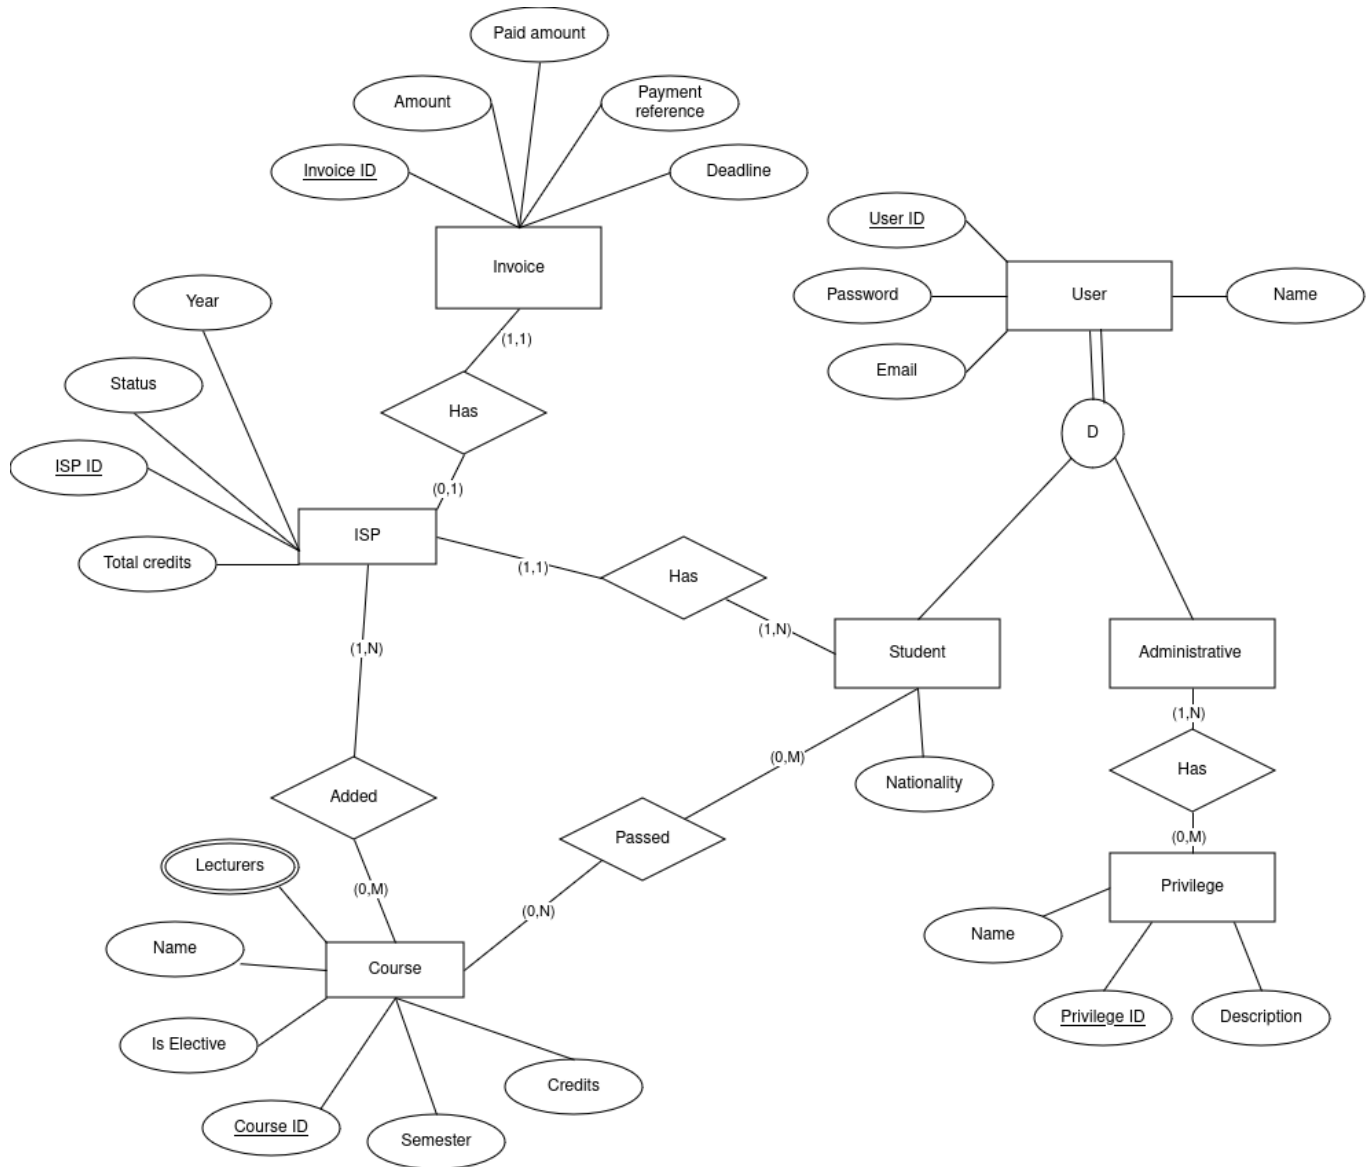 Paid amount
Amount
Payment
reference
Invoice ID
Deadline
User ID
Invoice
Year
Password
User
Name
(1,1)
Status
Email
Has
D
ISP ID
(0,1)
ISP
Total credits
(1,1)
Has
(1,N)
(1,N)
Student
Administrative
(1,N)
(0,M)
Has
Nationality
Added
Passed
(0,M)
Lecturers
(0,M)
Privilege
(0,N)
Name
Name
Course
Privilege ID
Description
Is Elective
Credits
Course ID
Semester